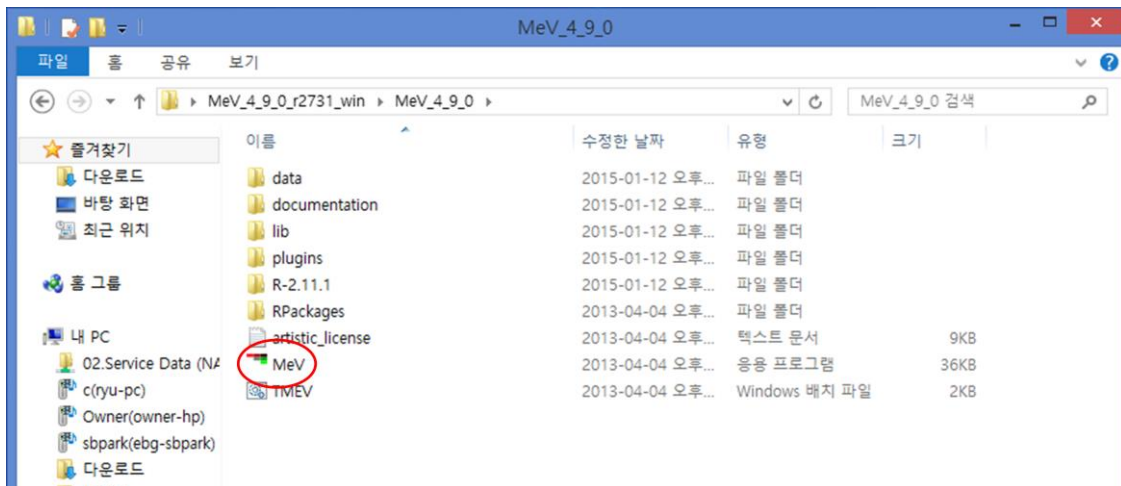 MeV_4_9_0
파일 홈 공유 보기
MeV_4_9_0_r2731_win MeV_4_9_0 MeV_4_9_0 검색
이름 수정한 날짜 유형 크기
즐겨찾기
다운로드
바탕 화면
최근 위치
홈 그룹
내 PC
02.Service Data (NA
c(ryu-pc)
Owner(owner-hp)
sbpark(ebg-sbpark)
다운로드
data 2015-01-12 오후... 파일 폴더
documentation 2015-01-12 오후... 파일 폴더
lib 2015-01-12 오후... 파일 폴더
plugins 2015-01-12 오후... 파일 폴더
R-2.11.1 2015-01-12 오후... 파일 폴더
RPackages 2013-04-04 오후... 파일 폴더
artistic_license 2013-04-04 오후... 텍스트 문서 9KB
MeV 2013-04-04 오후... 응용 프로그램 36KB
TMEV 2013-04-04 오후... Windows 배치 파일 2KB